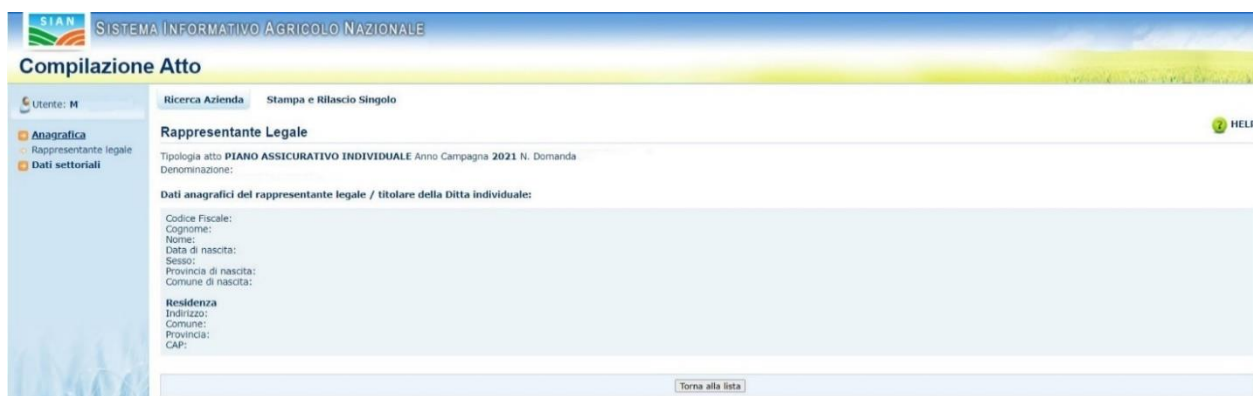 SIAN
SISTEMA INFORMATIVO AGRICOLO NAZIONALE
Compilazione Atto
Utente: M
Anagrafica
Rappresentante legale
Dati settoriali
Ricerca Azienda Stampa e Rilascio Singolo
HELP
Rappresentante Legale
Tipologia atto PIANO ASSICURATIVO INDIVIDUALE Anno Campagna 2021 N. Domanda
Denominazione:
Dati anagrafici del rappresentante legale / titolare della Ditta individuale:
Codice Fiscale:
Cognome:
Nome:
Data di nascita:
Sesso:
Provincia di nascita:
Comune di nascita:
Residenza
Indirizzo:
Comune:
Provincia:
CAP:
Torna alla lista